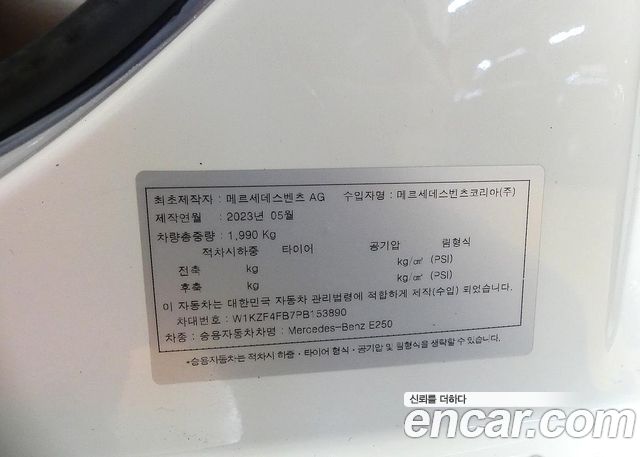 최초제작자 : 메르세데스벤츠 AG 수입자명 : 메르세데스벤츠코리아(주)
제작연월 : 2023년 05월
차량총중량 : 1,990 Kg
적차시하중 타이어 공기압 림형식
전축 kg kg/㎠ (PSI)
후축 kg kg/㎠ (PSI)
이 자동차는 대한민국 자동차 관리법령에 적합하게 제작(수입) 되었습니다.
차대번호 : W1KZF4FB7PB153890
차종 : 승용자동차차명 : Mercedes-Benz E250
*승용자동차는 적차시 하중·타이어 형식·공기압 및 림형식을 생략할 수 있습니다.
신뢰를 더하다
encar.com